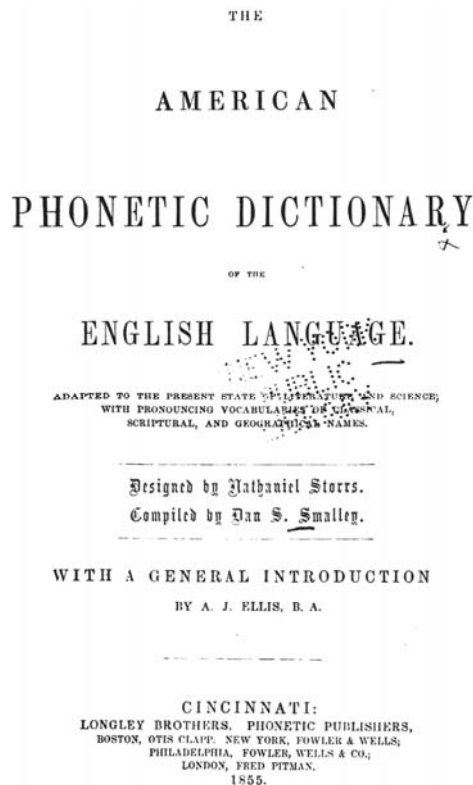 THE
AMERICAN
PHONETIC DICTIONARY
OF THE
ENGLISH LANGUAGE.
ADAPTED TO THE PRESENT STATE OF LITERATURE AND SCIENCE;
WITH PRONOUNCING VOCABULARIES OF CLASSICAL,
SCRIPTURAL, AND GEOGRAPHICAL NAMES.
Designed by Nathaniel Storrs.
Compiled by Dan S. Smalley.
WITH A GENERAL INTRODUCTION
BY A. J. ELLIS, B. A.
CINCINNATI:
LONGLEY BROTHERS, PHONETIC PUBLISHERS,
BOSTON, OTIS CLAPP. NEW YORK, FOWLER & WELLS;
PHILADELPHIA, FOWLER, WELLS & CO.;
LONDON, FRED PITMAN.
1855.